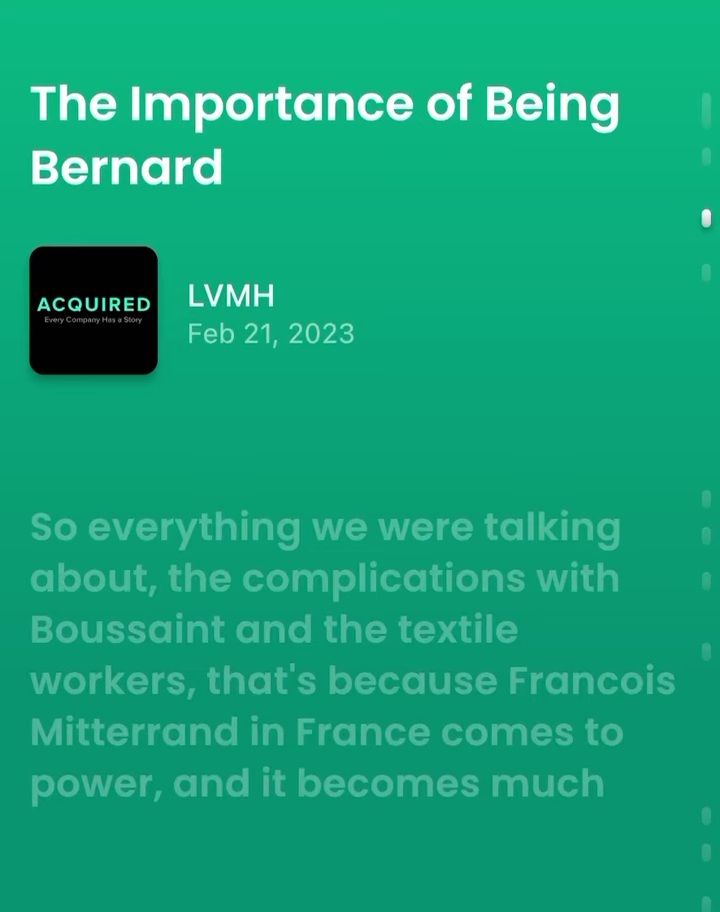 The Importance of Being
Bernard
ACQUIRED
Every Company Has a Story
LVMH
Feb 21, 2023
So everything we were talking
about, the complications with
Boussaint and the textile
workers, that's because Francois
Mitterrand in France comes to
power, and it becomes much